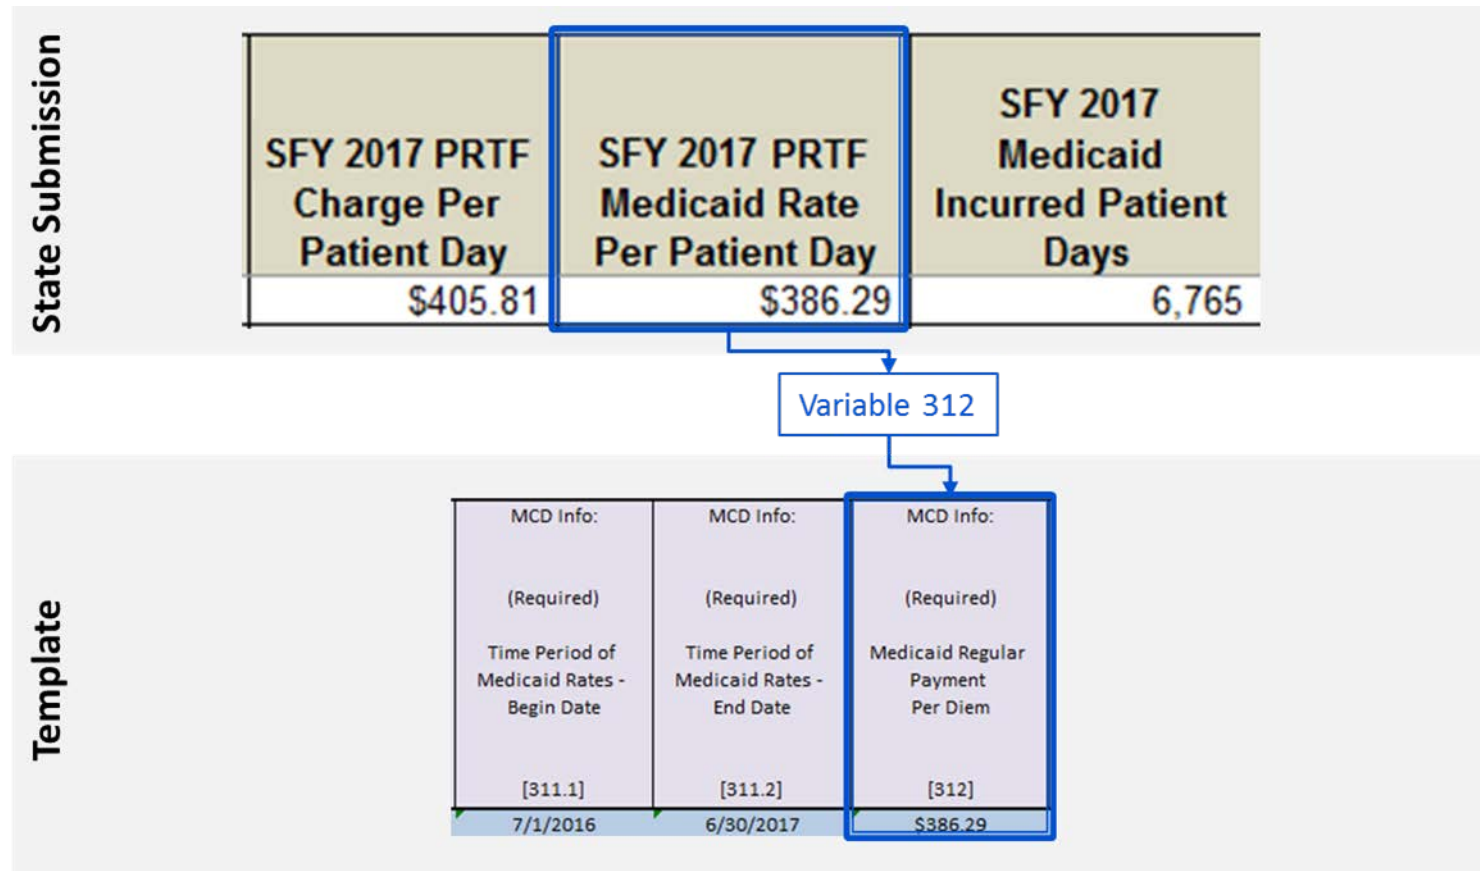 State Submission
SFY 2017 PRTF
Charge Per
Patient Day
SFY 2017 PRTF
Medicaid Rate
Per Patient Day
SFY 2017
Medicaid
Incurred Patient
Days
$405.81
$386.29
6,765
Variable 312
Template
MCD Info:
(Required)
Time Period of
Medicaid Rates -
Begin Date
[311.1]
MCD Info:
(Required)
Time Period of
Medicaid Rates -
End Date
[311.2]
MCD Info:
(Required)
Medicaid Regular
Payment
Per Diem
[312]
7/1/2016
6/30/2017
$386.29